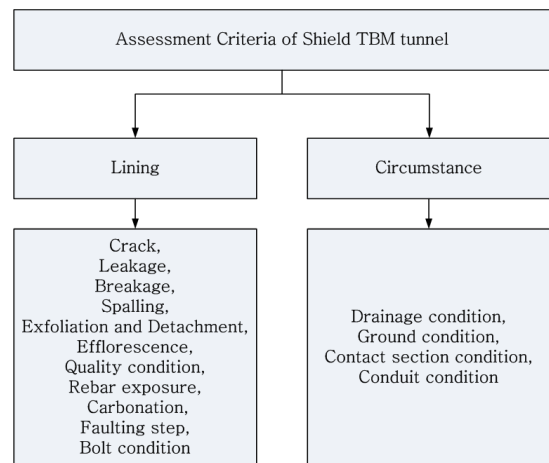 Assessment Criteria of Shield TBM tunnel
Lining
Circumstance
Crack,
Leakage,
Breakage,
Spalling,
Exfoliation and Detachment,
Efflorescence,
Quality condition,
Rebar exposure,
Carbonation,
Faulting step,
Bolt condition
Drainage condition,
Ground condition,
Contact section condition,
Conduit condition